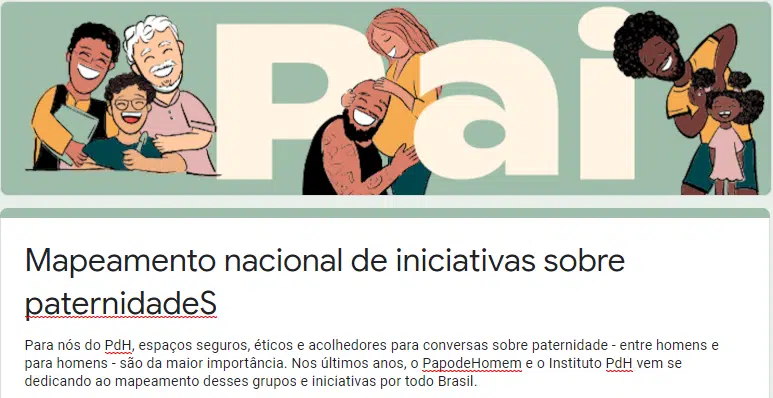 Pai
Mapeamento nacional de iniciativas sobre
paternidadeS
Para nós do PdH, espaços seguros, éticos e acolhedores para conversas sobre paternidade - entre homens e
para homens - são da maior importância. Nos últimos anos, o PapodeHomem e o Instituto PdH vem se
dedicando ao mapeamento desses grupos e iniciativas por todo Brasil.